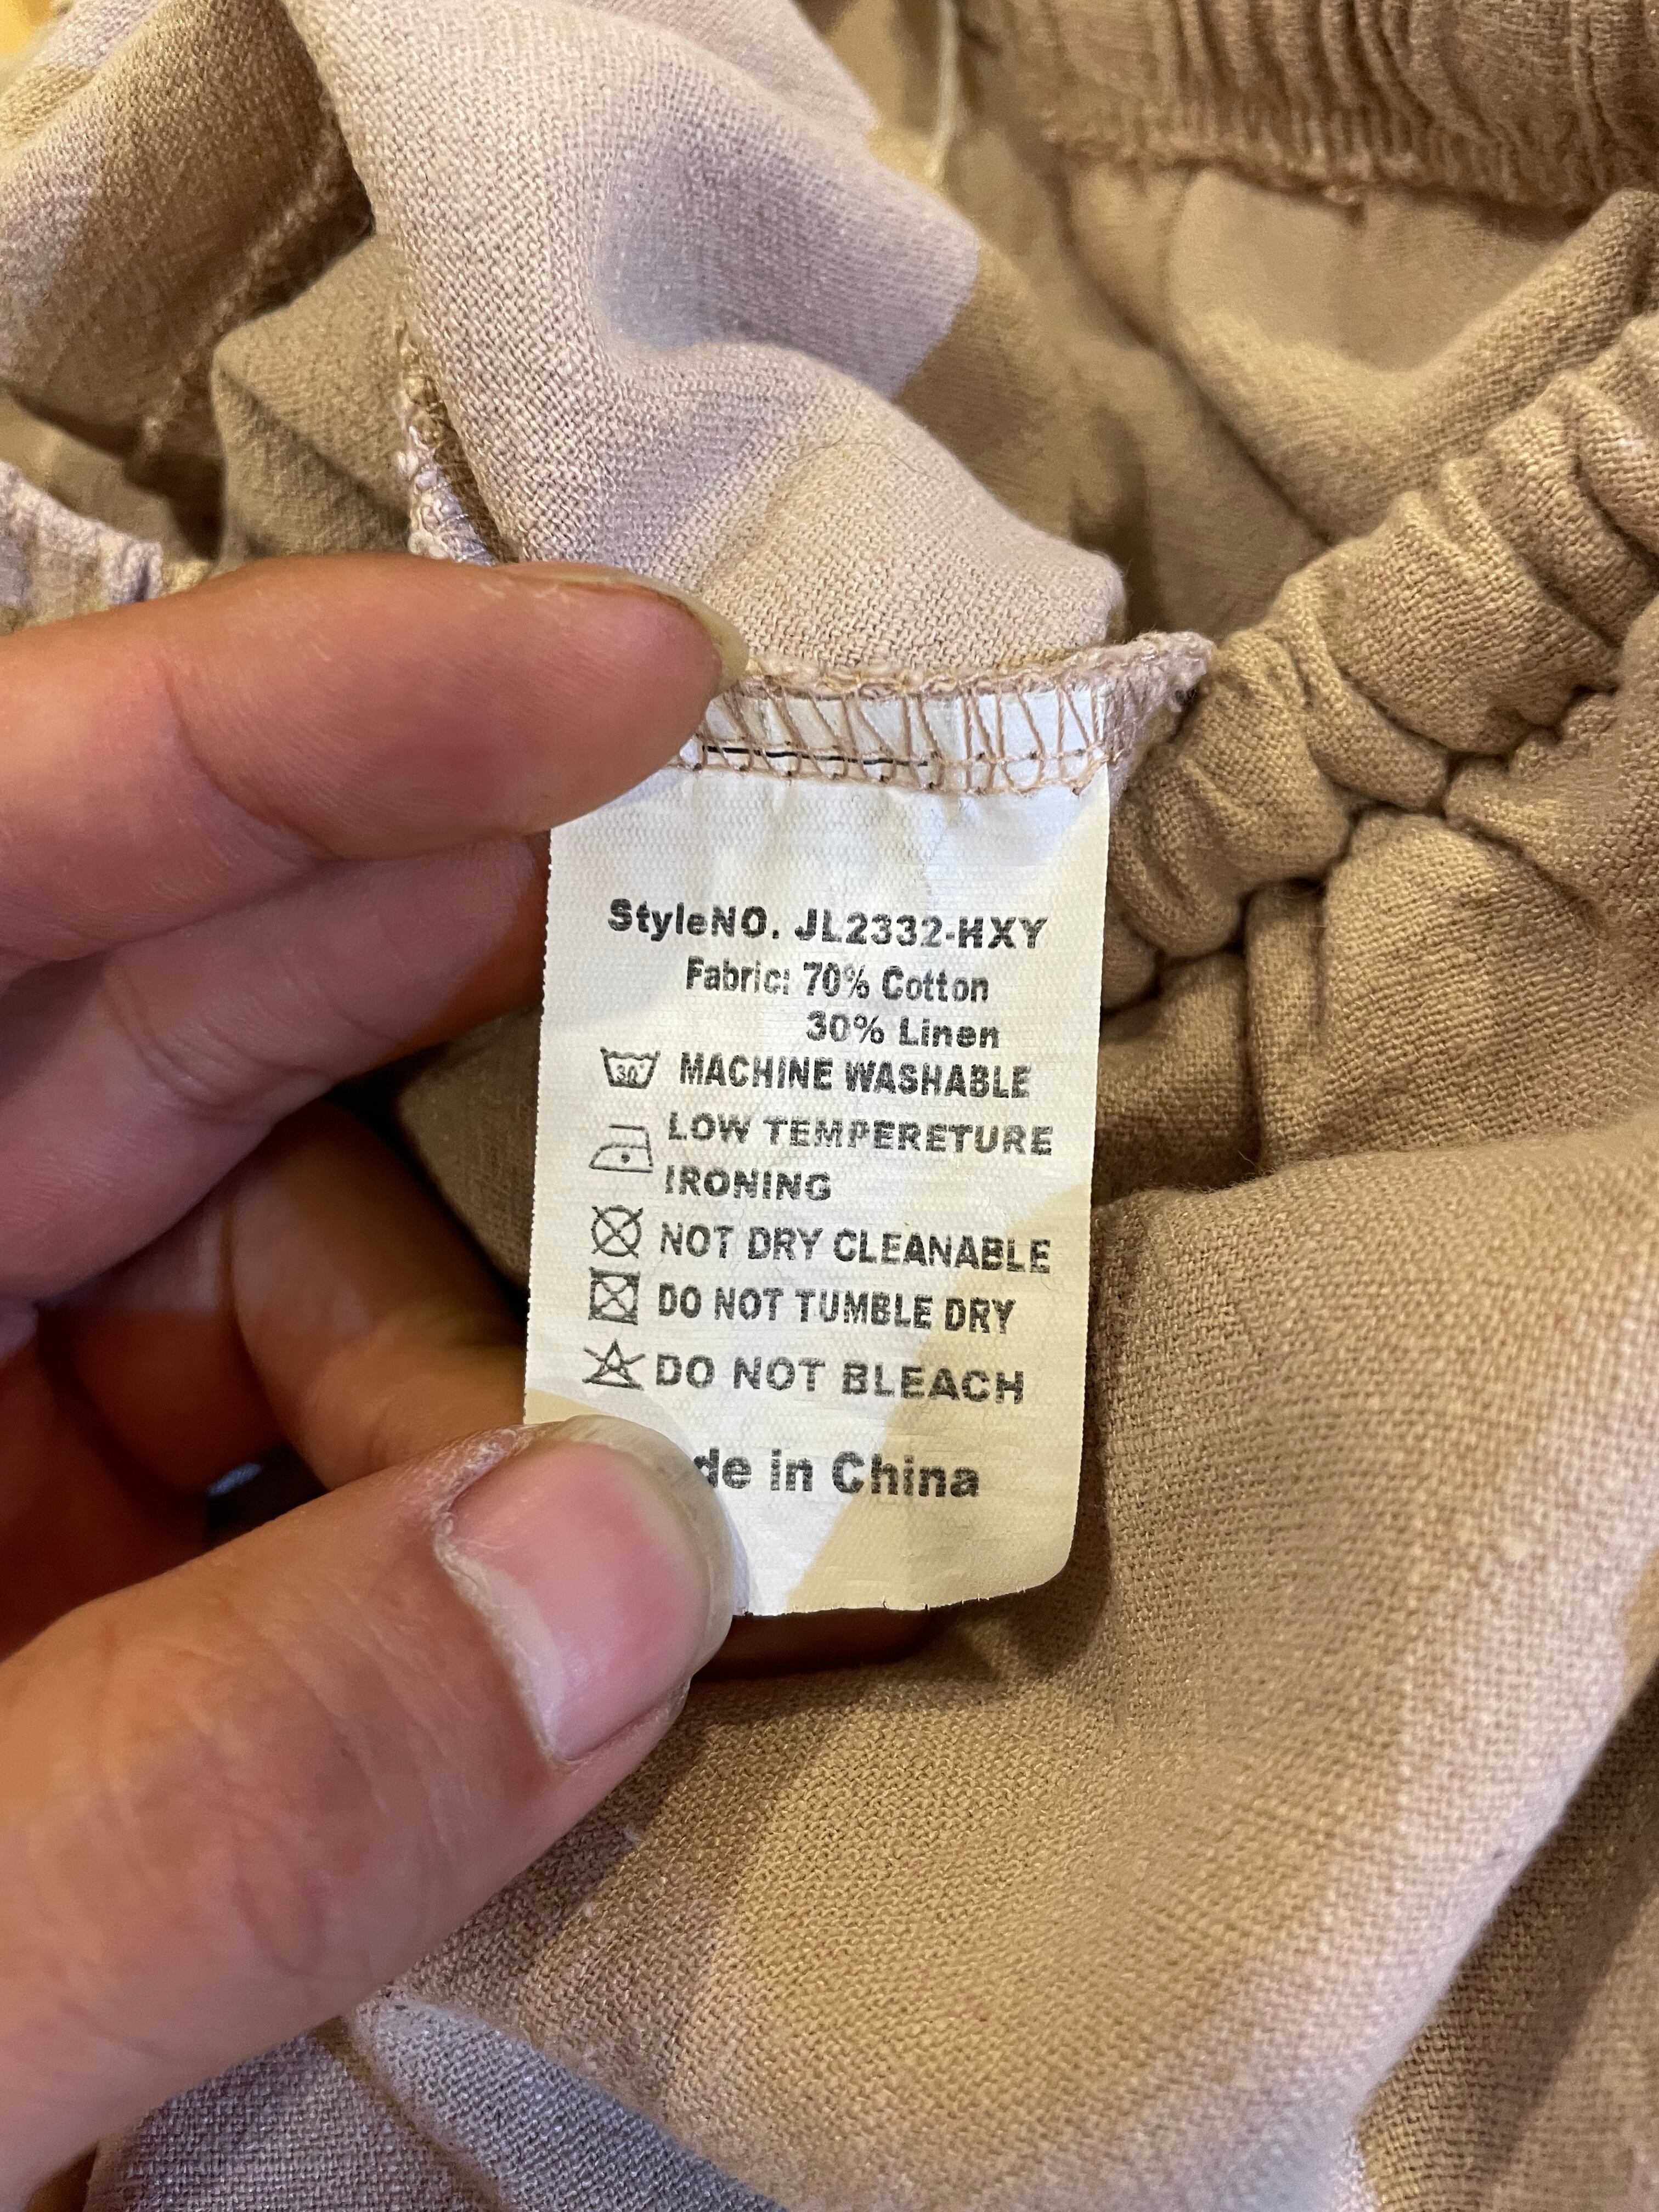 StyleNO. JL2332-HXY
Fabric: 70% Cotton
30% Linen
30° MACHINE WASHABLE
LOW TEMPERETURE
IRONING
NOT DRY CLEANABLE
DO NOT TUMBLE DRY
DO NOT BLEACH
de in China